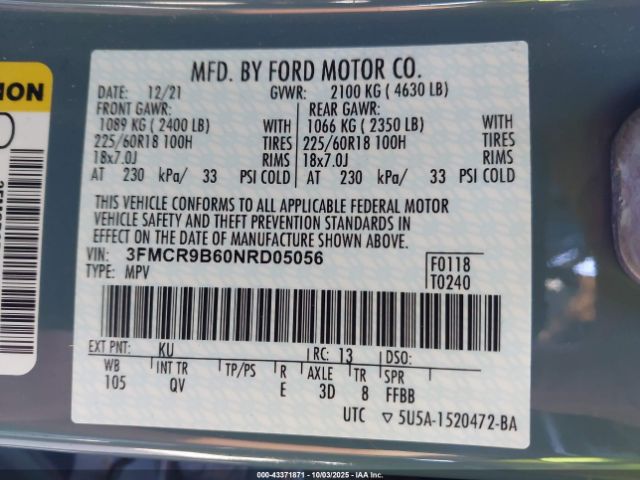 MFD. BY FORD MOTOR CO.
DATE: 12/21 GVWR: 2100 KG ( 4630 LB)
FRONT GAWR: REAR GAWR:
1089 KG ( 2400 LB) WITH 1066 KG ( 2350 LB) WITH
225/60R18 100H TIRES 225/60R18 100H TIRES
18x7.0J RIMS 18x7.0J RIMS
AT 230 kPa/ 33 PSI COLD AT 230 kPa/ 33 PSI COLD
THIS VEHICLE CONFORMS TO ALL APPLICABLE FEDERAL MOTOR
VEHICLE SAFETY AND THEFT PREVENTION STANDARDS IN
EFFECT ON THE DATE OF MANUFACTURE SHOWN ABOVE.
VIN: 3FMCR9B60NRD05056
TYPE: MPV
F0118
T0240
EXT PNT: KU RC: 13 DSO:
WB INT TR TP/PS R AXLE TR SPR
105 QV E 3D 8 FFBB
UTC ▽ 5U5A-1520472-BA
000-43371871 | 10/03/2025 | IAA. Inc.